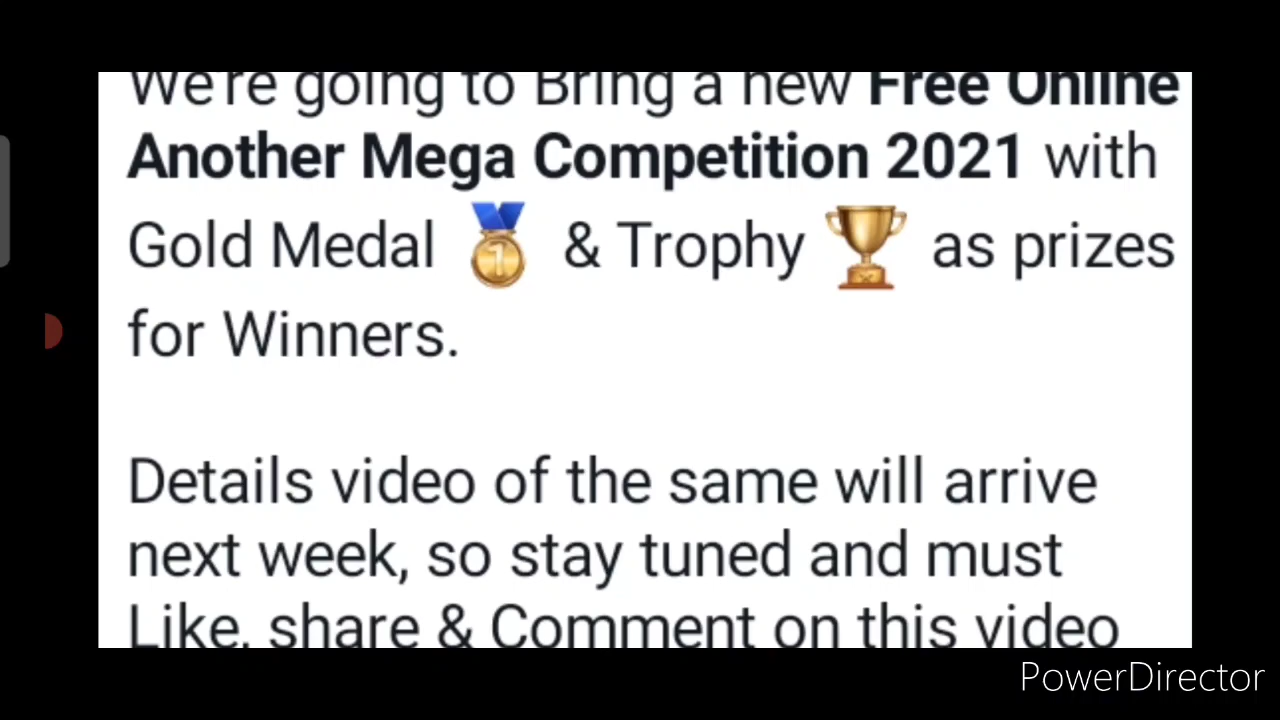 We're going to Bring a new Free Online
Another Mega Competition 2021 with
Gold Medal 🥇 & Trophy 🏆 as prizes
for Winners.
Details video of the same will arrive
next week, so stay tuned and must
Like, share & Comment on this video
PowerDirector